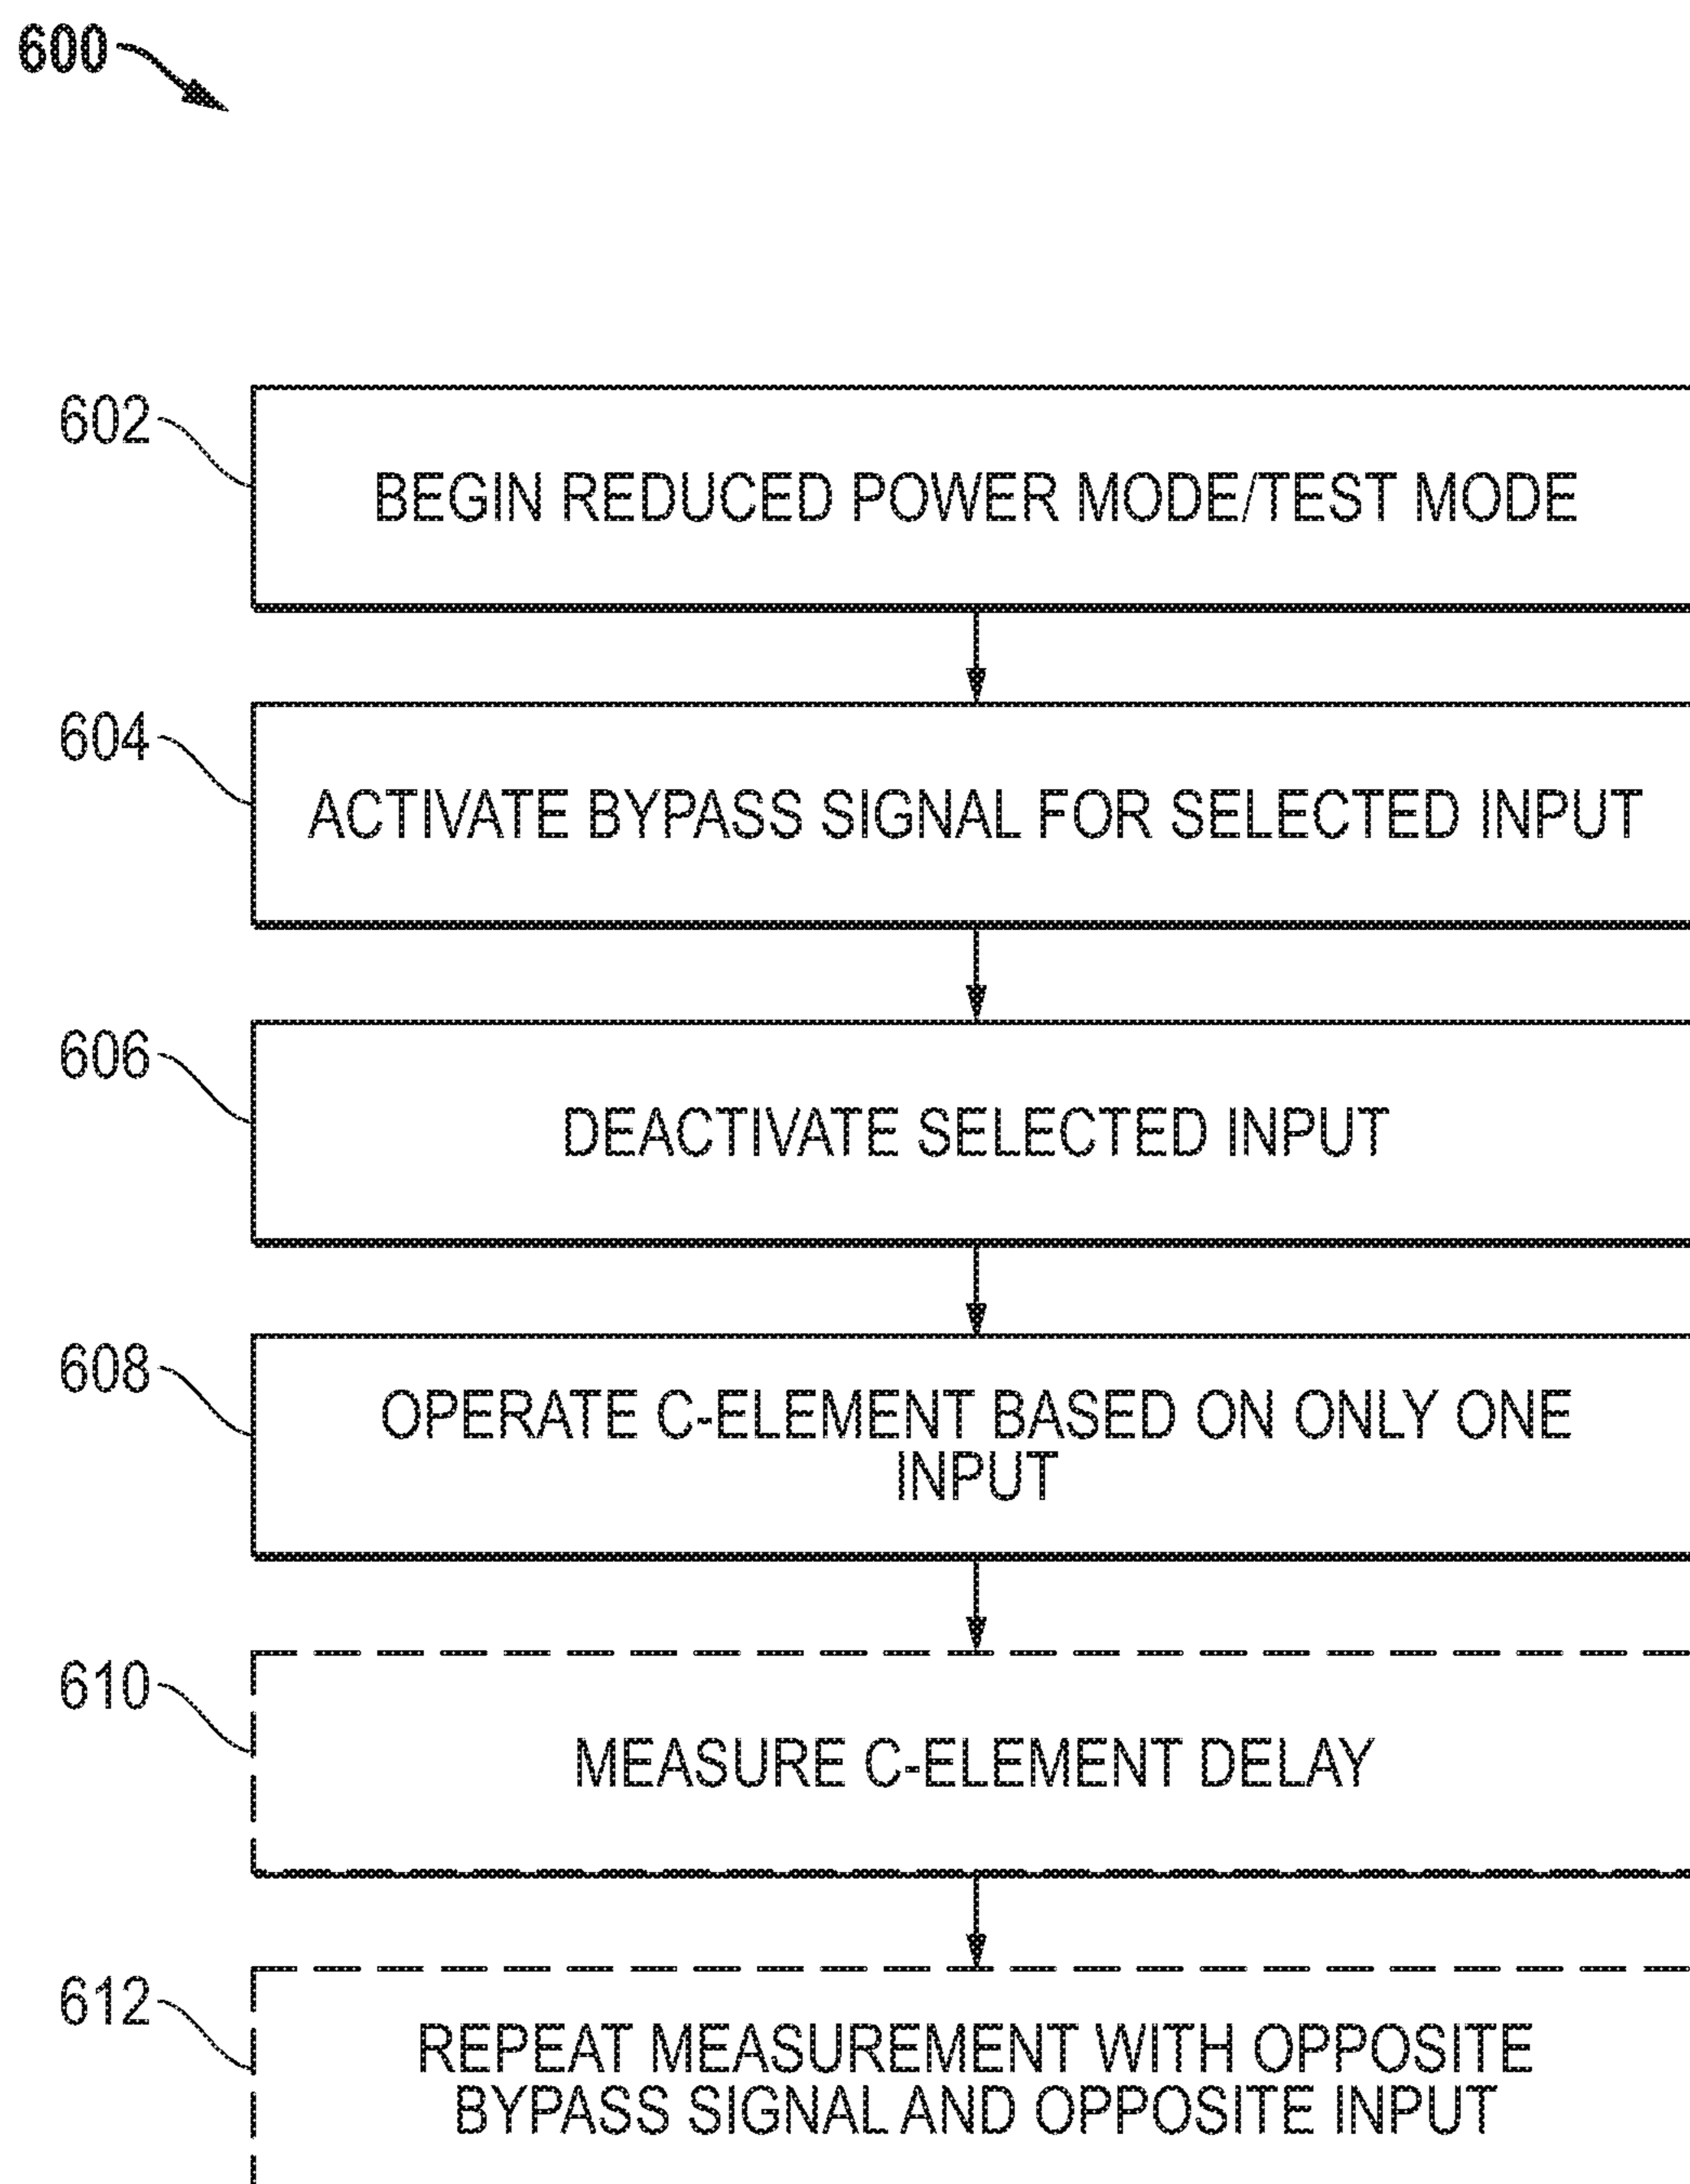 600
602
BEGIN REDUCED POWER MODE/TEST MODE
604
ACTIVATE BYPASS SIGNAL FOR SELECTED INPUT
606
DEACTIVATE SELECTED INPUT
608
OPERATE C-ELEMENT BASED ON ONLY ONE
INPUT
610
MEASURE C-ELEMENT DELAY
612
REPEAT MEASUREMENT WITH OPPOSITE
BYPASS SIGNAL AND OPPOSITE INPUT